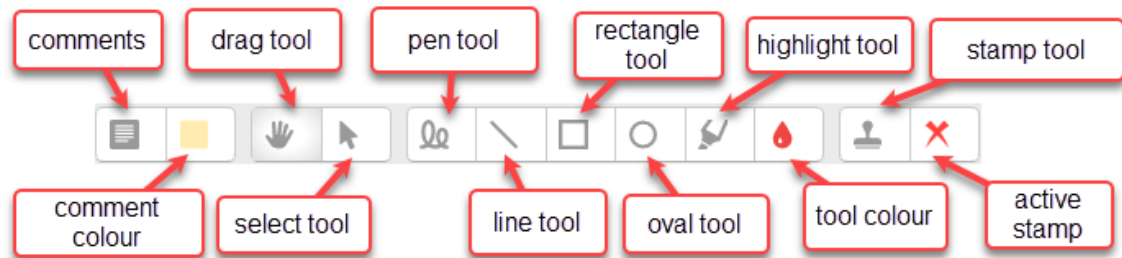 comments
drag tool
pen tool
rectangle
tool
highlight tool
stamp tool
comment
colour
select tool
line tool
oval tool
tool colour
active
stamp